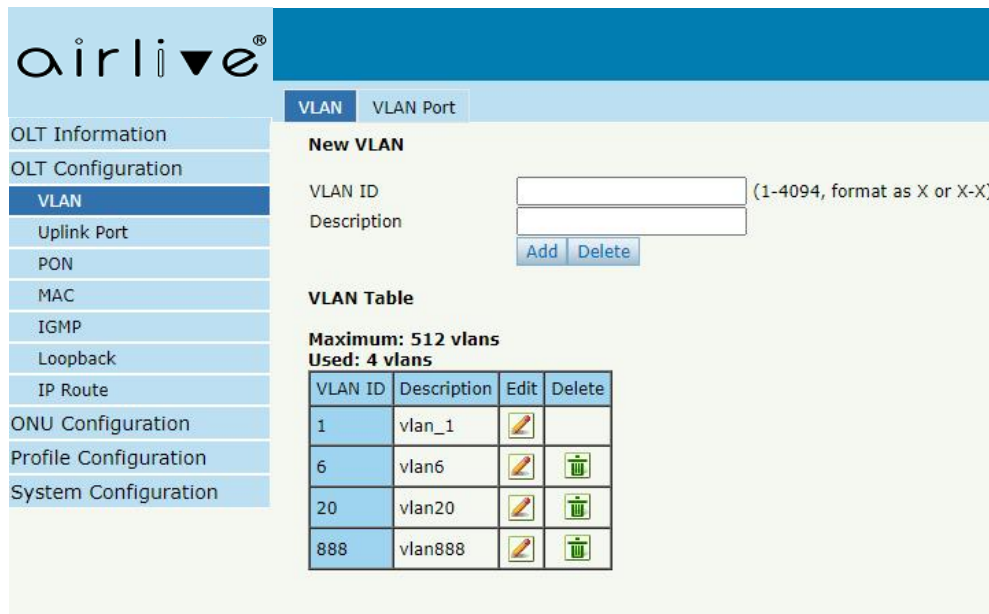 airlive®
VLAN VLAN Port
OLT Information
OLT Configuration
VLAN
Uplink Port
PON
MAC
IGMP
Loopback
IP Route
ONU Configuration
Profile Configuration
System Configuration
New VLAN
VLAN ID (1-4094, format as X or X-X)
Description
Add Delete
VLAN Table
Maximum: 512 vlans
Used: 4 vlans
VLAN ID Description Edit Delete
1 vlan_1
6 vlan6
20 vlan20
888 vlan888